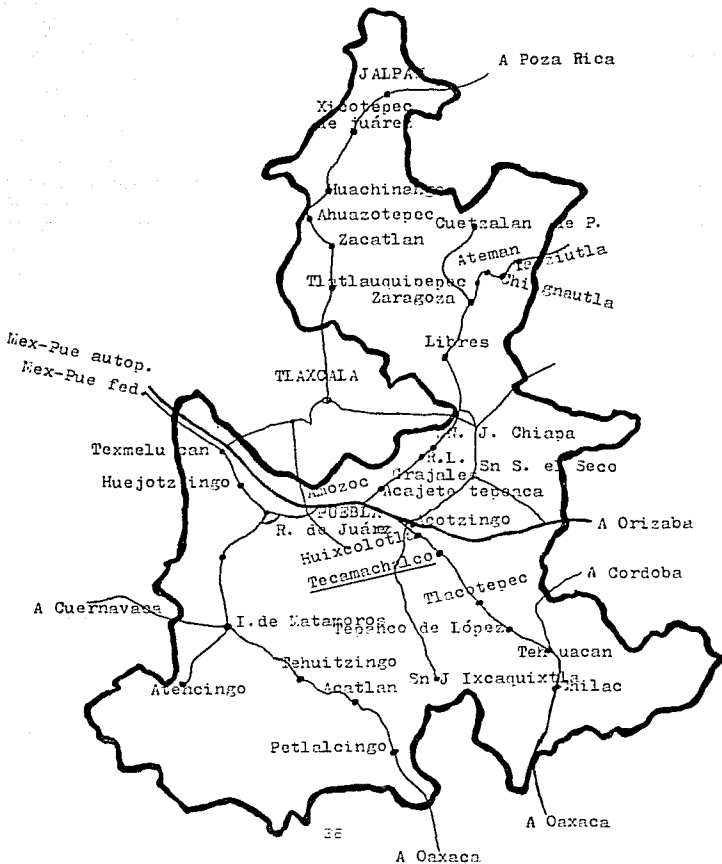 A Poza Rica
JALPAN
Xicotepec
de juárez
Huachinango
Ahuazotepec
Cuetzalan de P.
Zacatlan
Ateman
Teziutla
Tlatlauquipepec
Chignautla
Zaragoza
Mex-Pue autop.
Libres
Mex-Pue fed.
TLAXCALA
J. Chiapa
Texmelucan
R.L.
Grajales
Sn S. el Seco
Huejotzingo
Amozoc
Acajete tepeaca
PUEBLA
Acotzingo
A Orizaba
R. de Juárez
Huixcolotla
Tecamachalco
A Cordoba
Tlacotepec
A Cuernavaca
I. de Matamoros
Tepanco de López
Tehuacan
Tehuitzingo
Sn J Ixcaquixtla
Atencingo
Acatlan
Chilac
Petlalcingo
A Oaxaca
A Oaxaca